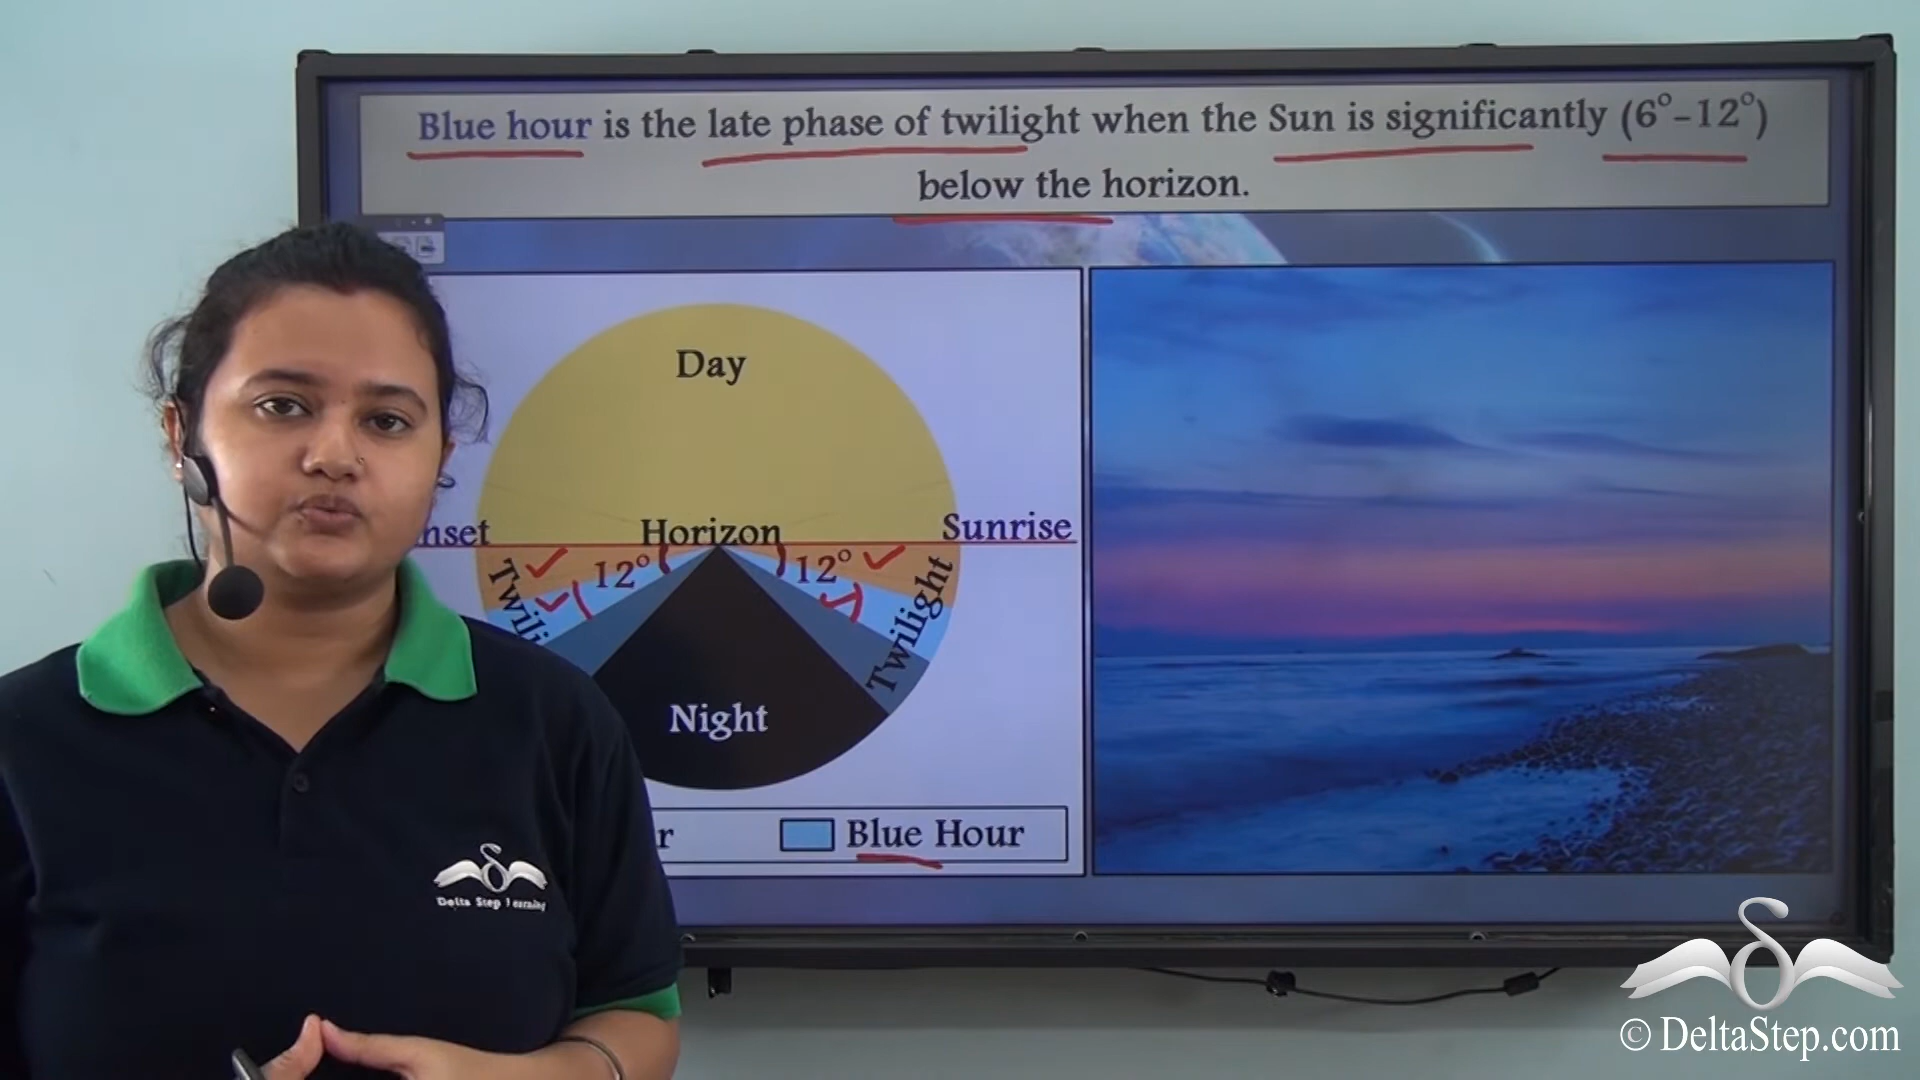 Blue hour is the late phase of twilight when the Sun is significantly (6°-12°)
below the horizon.
Day
nset
Horizon
Sunrise
12°
12°
Twili
Twilight
Night
r
Blue Hour
Delta Step Learning
© DeltaStep.com